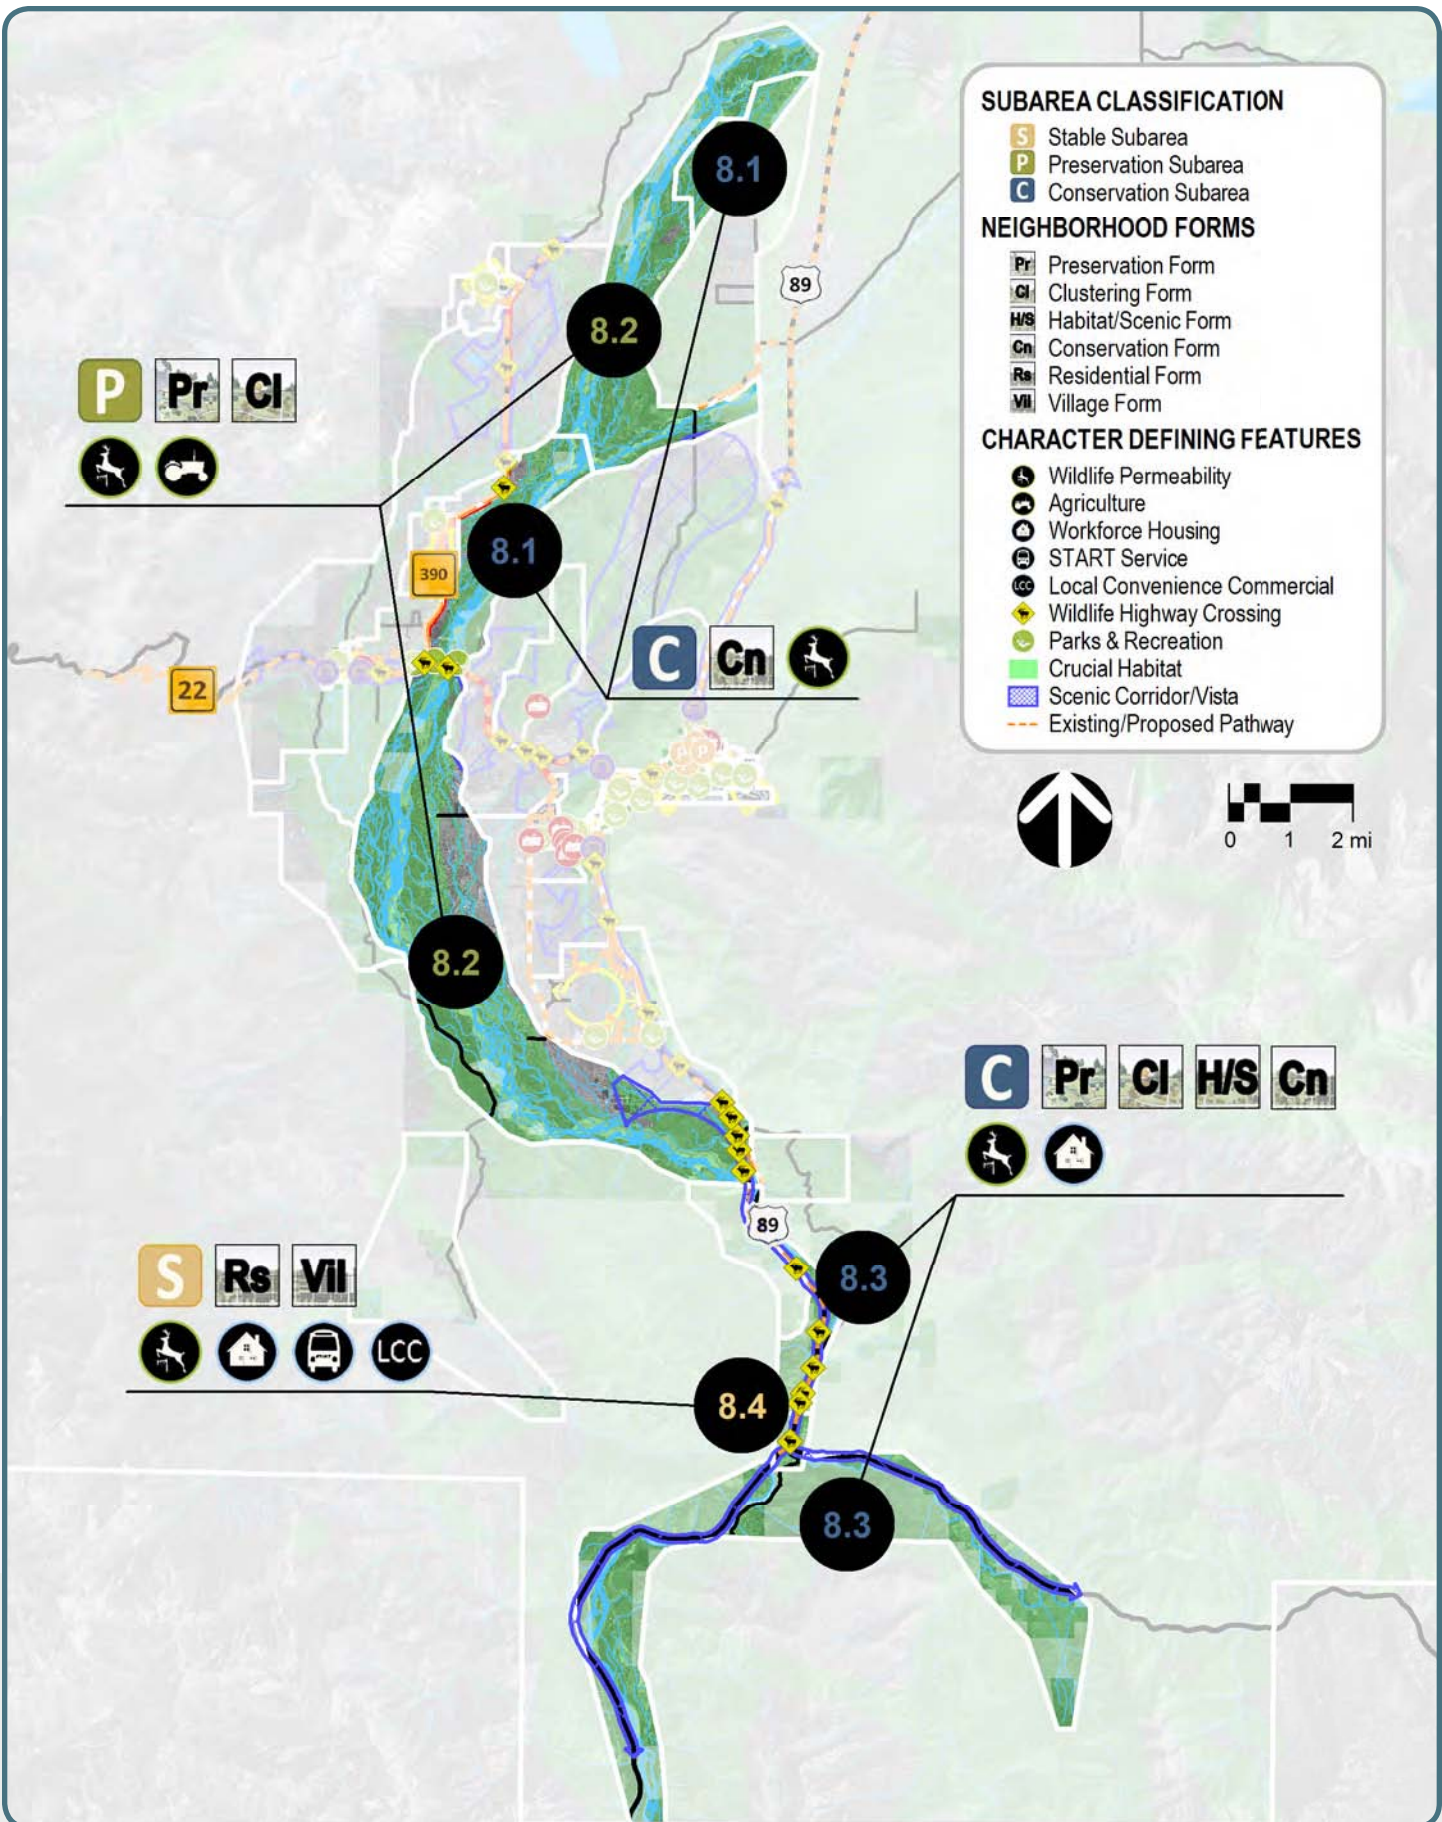 SUBAREA CLASSIFICATION
S Stable Subarea
P Preservation Subarea
C Conservation Subarea
NEIGHBORHOOD FORMS
Pr Preservation Form
Cl Clustering Form
H/S Habitat/Scenic Form
Cn Conservation Form
Rs Residential Form
Vil Village Form
CHARACTER DEFINING FEATURES
Wildlife Permeability
Agriculture
Workforce Housing
START Service
LCC Local Convenience Commercial
Wildlife Highway Crossing
Parks & Recreation
Crucial Habitat
Scenic Corridor/Vista
Existing/Proposed Pathway
0 1 2 mi
8.1
89
8.2
P Pr Cl
8.1
390
C Cn
22
8.2
C Pr Cl H/S Cn
89
8.3
S Rs Vil
LCC
8.4
8.3